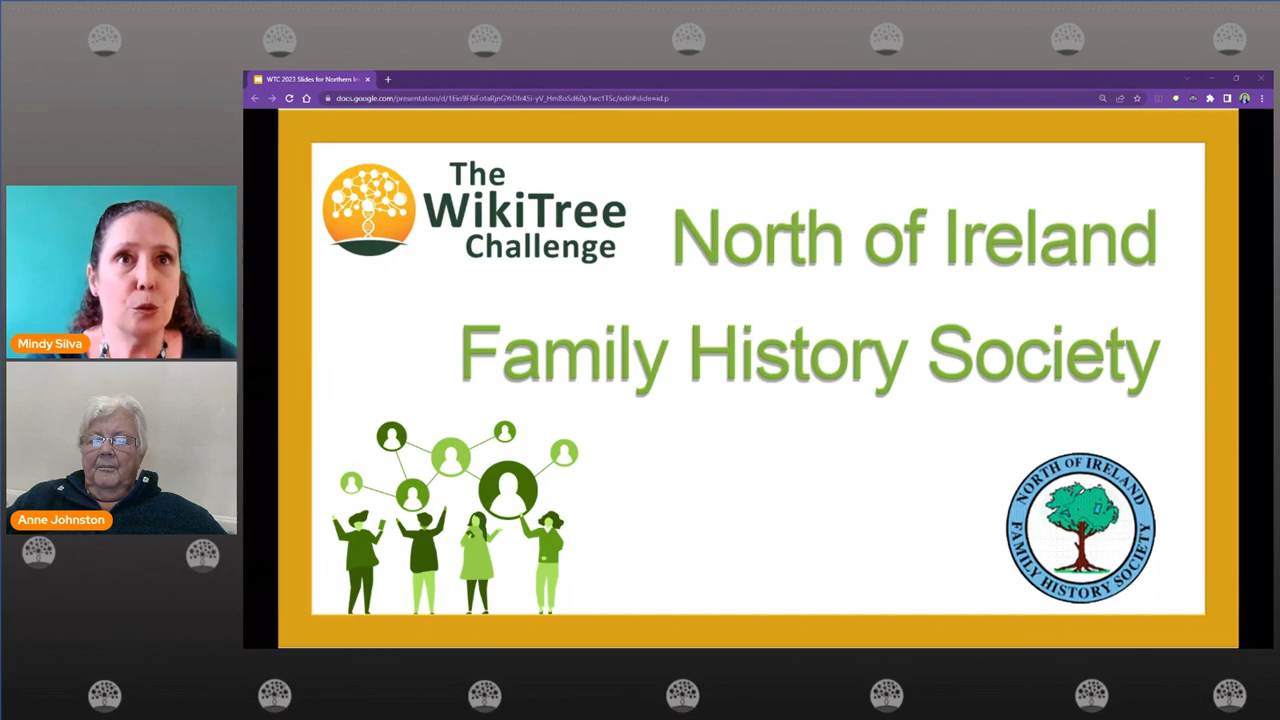 WTC 2023 Slides for Northern Ire
The
WikiTree
Challenge
North of Ireland
Family History Society
Mindy Silva
Anne Johnston
NORTH OF IRELAND
FAMILY HISTORY SOCIETY